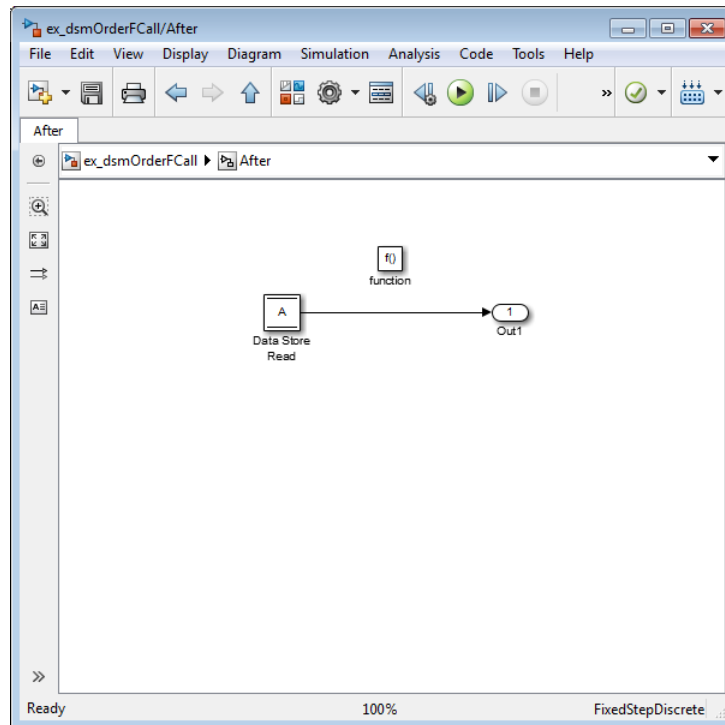 ex_dsmOrderFCall/After
File Edit View Display Diagram Simulation Analysis Code Tools Help
»
After
ex_dsmOrderFCall After
f()
function
A
Data Store
Read
1
Out1
A
»
Ready 100% FixedStepDiscrete